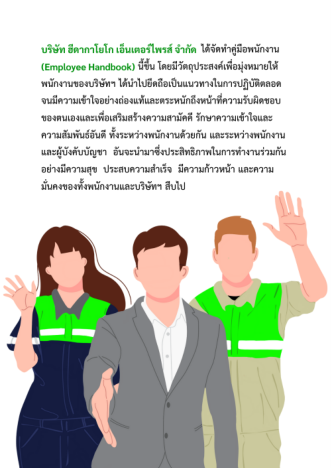 บริษัท ฮีดากาโยโก เอ็นเตอร์ไพรส์ จำกัด ได้จัดทำคู่มือพนักงาน
(Employee Handbook) นี้ขึ้น โดยมีวัตถุประสงค์เพื่อมุ่งหมายให้
พนักงานของบริษัทฯ ได้นำไปยึดถือเป็นแนวทางในการปฏิบัติตลอด
จนมีความเข้าใจอย่างถ่องแท้และตระหนักถึงหน้าที่ความรับผิดชอบ
ของตนเองและเพื่อเสริมสร้างความสามัคคี รักษาความเข้าใจและ
ความสัมพันธ์อันดี ทั้งระหว่างพนักงานด้วยกัน และระหว่างพนักงาน
และผู้บังคับบัญชา อันจะนำมาซึ่งประสิทธิภาพในการทำงานร่วมกัน
อย่างมีความสุข ประสบความสำเร็จ มีความก้าวหน้า และความ
มั่นคงของทั้งพนักงานและบริษัทฯ สืบไป